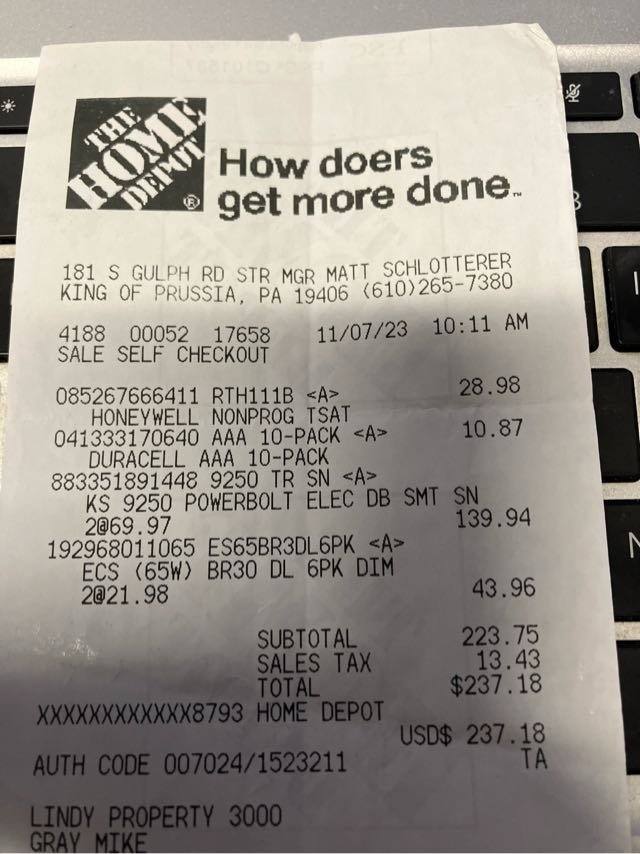 THE
HOME
DEPOT
®
How doers
get more done™
181 S GULPH RD STR MGR MATT SCHLOTTERER
KING OF PRUSSIA, PA 19406 (610)265-7380
4188 00052 17658 11/07/23 10:11 AM
SALE SELF CHECKOUT
085267666411 RTH111B <A> 28.98
HONEYWELL NONPROG TSAT
041333170640 AAA 10-PACK <A> 10.87
DURACELL AAA 10-PACK
883351891448 9250 TR SN <A>
KS 9250 POWERBOLT ELEC DB SMT SN
2@69.97 139.94
192968011065 ES65BR3DL6PK <A>
ECS (65W) BR30 DL 6PK DIM
2@21.98 43.96
SUBTOTAL 223.75
SALES TAX 13.43
TOTAL $237.18
XXXXXXXXXXXX8793 HOME DEPOT
USD$ 237.18
AUTH CODE 007024/1523211 TA
LINDY PROPERTY 3000
GRAY MIKE